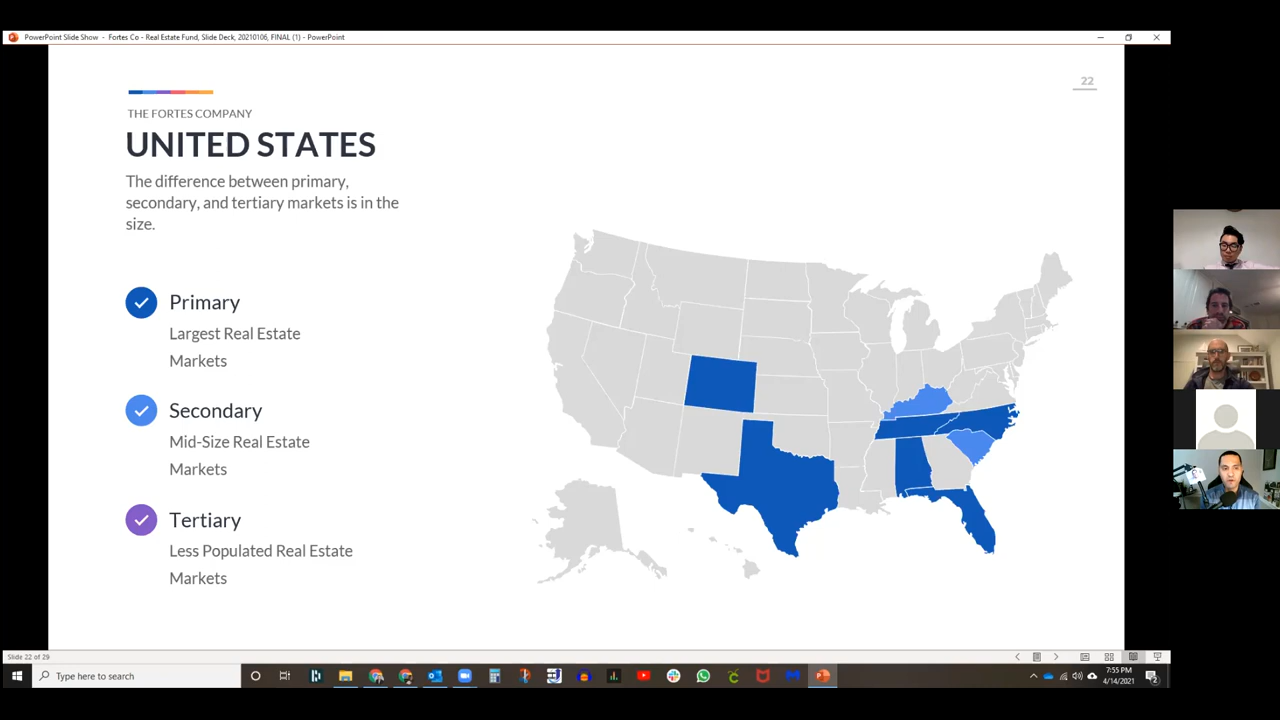 PowerPoint Slide Show - Fortes Co - Real Estate Fund, Slide Deck, 20210106, FINAL (1) - PowerPoint
22
THE FORTES COMPANY
UNITED STATES
The difference between primary,
secondary, and tertiary markets is in the
size.
Primary
Largest Real Estate
Markets
Secondary
Mid-Size Real Estate
Markets
Tertiary
Less Populated Real Estate
Markets
Slide 22 of 29
Type here to search
7:55 PM
4/14/2021
2